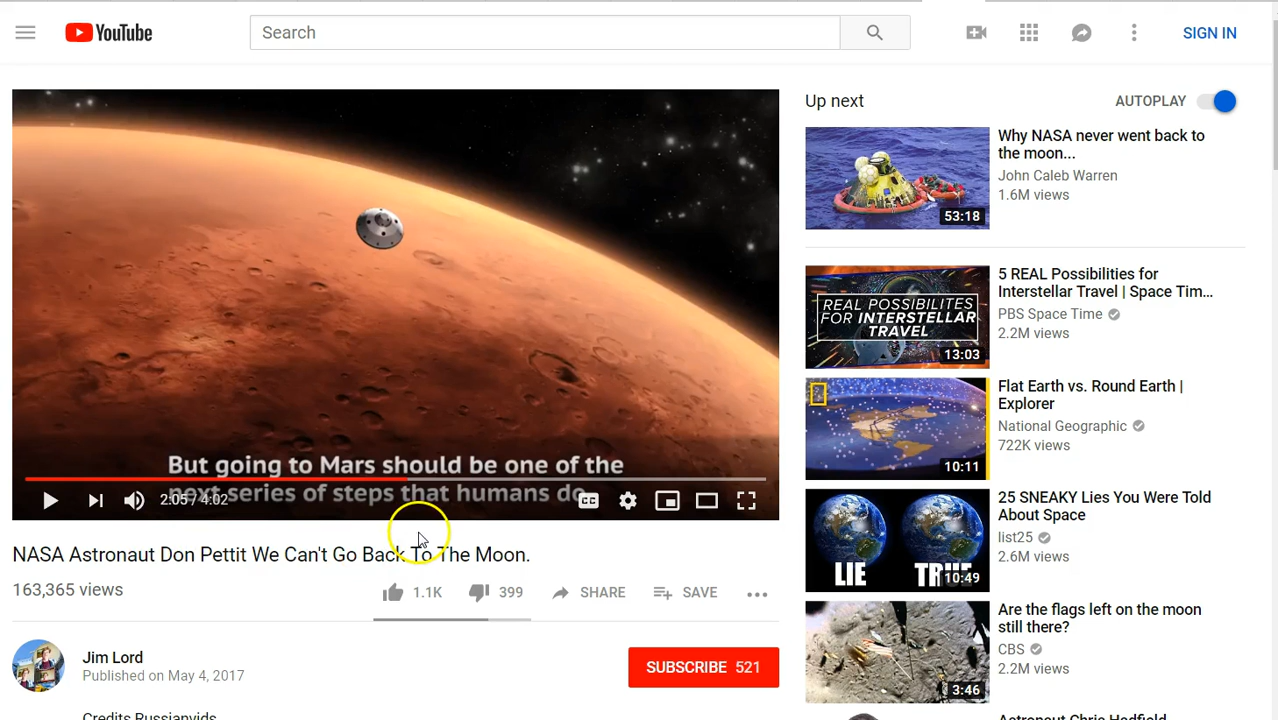 YouTube
Search
SIGN IN
But going to Mars should be one of the
next series of steps that humans do
2:05 / 4:02
CC
NASA Astronaut Don Pettit We Can't Go Back To The Moon.
163,365 views
1.1K
399
SHARE
SAVE
Jim Lord
Published on May 4, 2017
SUBSCRIBE 521
Credits Russianvids
Up next
AUTOPLAY
53:18
Why NASA never went back to
the moon...
John Caleb Warren
1.6M views
REAL POSSIBILITES
FOR INTERSTELLAR
TRAVEL
13:03
5 REAL Possibilities for
Interstellar Travel | Space Tim...
PBS Space Time
2.2M views
10:11
Flat Earth vs. Round Earth |
Explorer
National Geographic
722K views
LIE
TRUE
10:49
25 SNEAKY Lies You Were Told
About Space
list25
2.6M views
3:46
Are the flags left on the moon
still there?
CBS
2.2M views
Astronaut Chris Hadfield